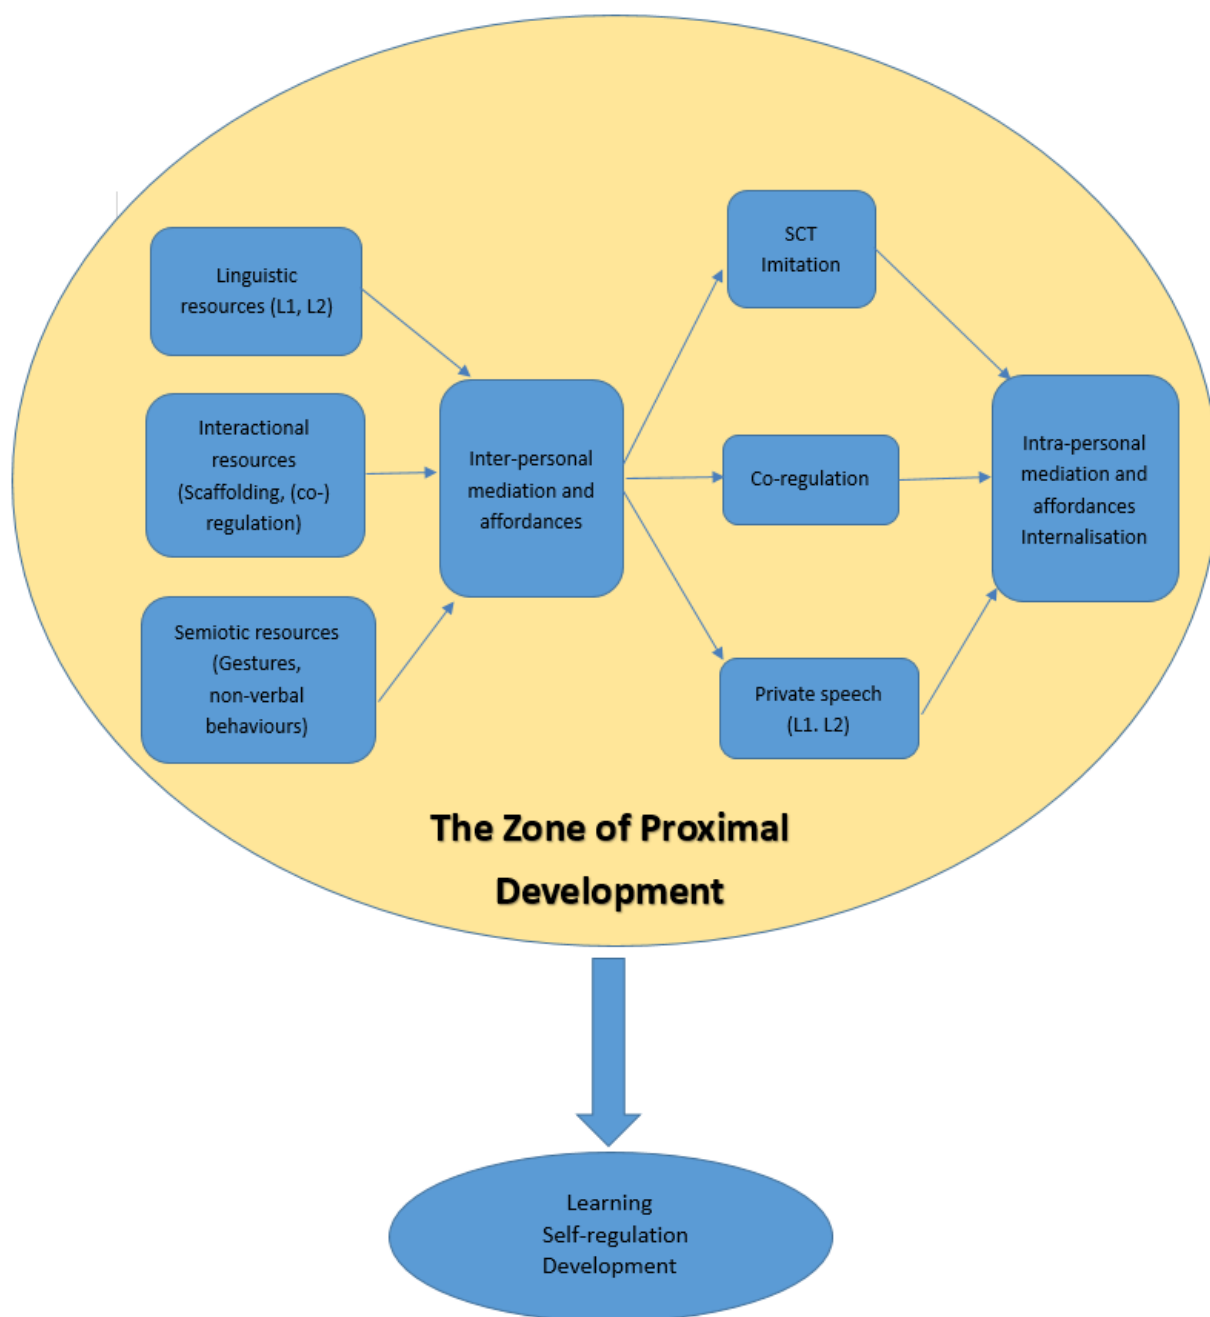 Linguistic
resources (L1, L2)
Interactional
resources
(Scaffolding, (co-)
regulation)
Semiotic resources
(Gestures,
non-verbal
behaviours)
Inter-personal
mediation and
affordances
SCT
Imitation
Co-regulation
Private speech
(L1. L2)
Intra-personal
mediation and
affordances
Internalisation
The Zone of Proximal
Development
Learning
Self-regulation
Development